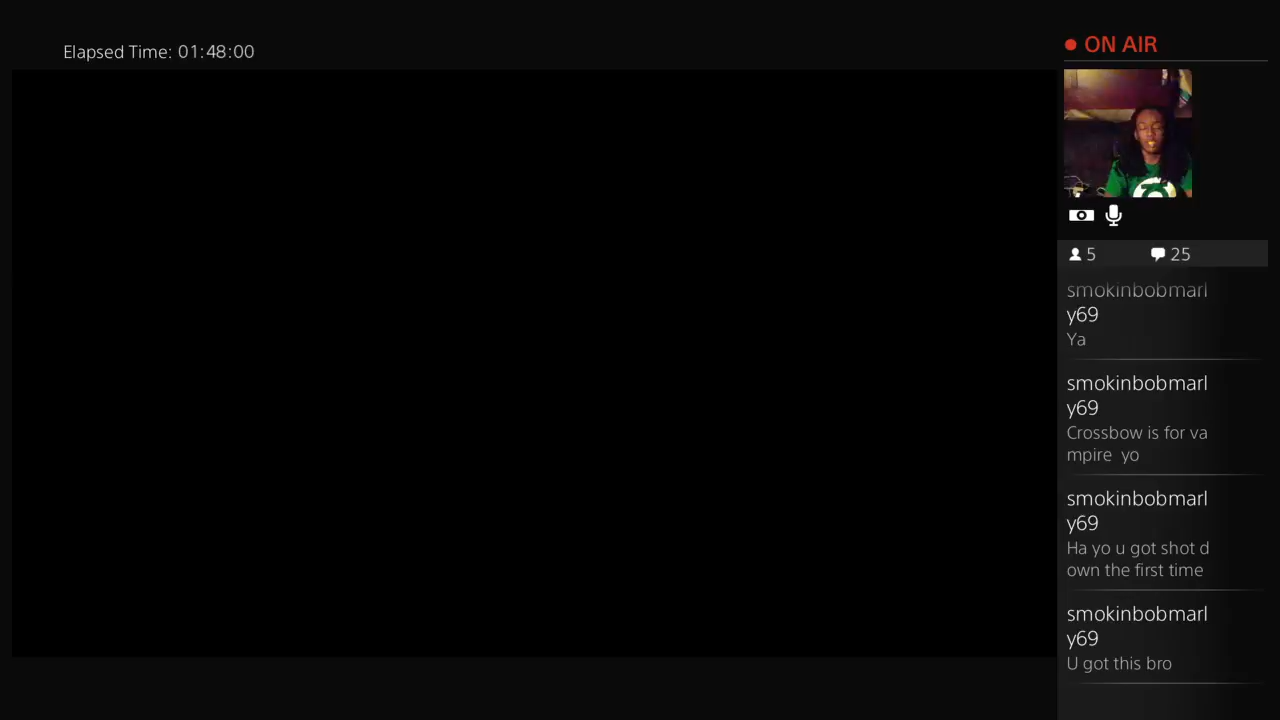 Elapsed Time: 01:48:00
ON AIR
5 25
smokinbobmarl
y69
Ya
smokinbobmarl
y69
Crossbow is for va
mpire yo
smokinbobmarl
y69
Ha yo u got shot d
own the first time
smokinbobmarl
y69
U got this bro